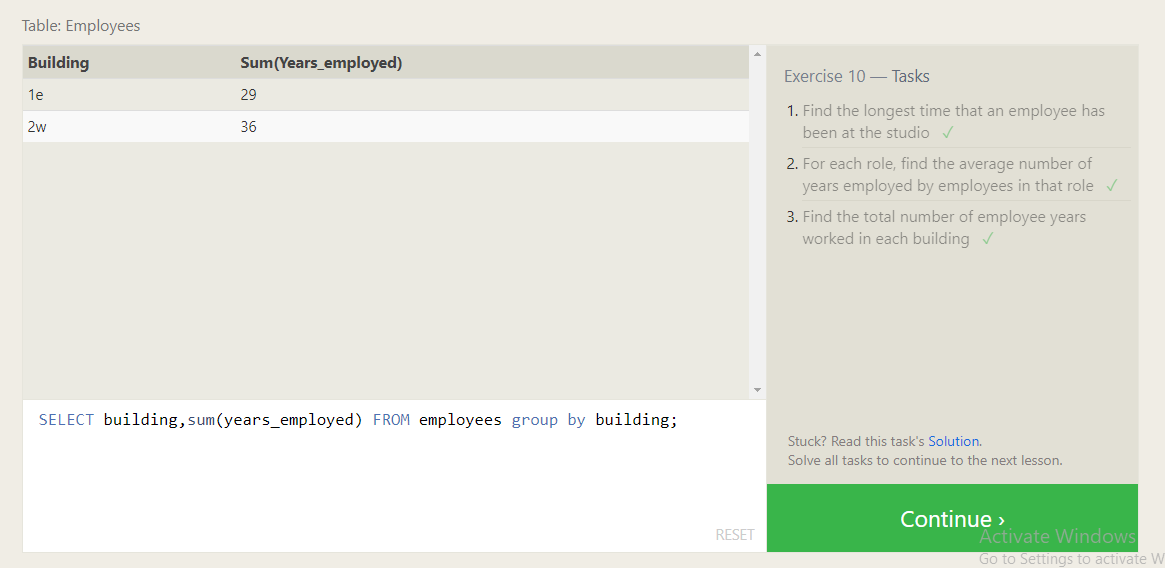 Table: Employees
Building Sum(Years_employed)
1e 29
2w 36
SELECT building,sum(years_employed) FROM employees group by building;
RESET
Exercise 10 — Tasks
1. Find the longest time that an employee has
been at the studio ✓
2. For each role, find the average number of
years employed by employees in that role ✓
3. Find the total number of employee years
worked in each building ✓
Stuck? Read this task's Solution.
Solve all tasks to continue to the next lesson.
Continue ›
Activate Windows
Go to Settings to activate W